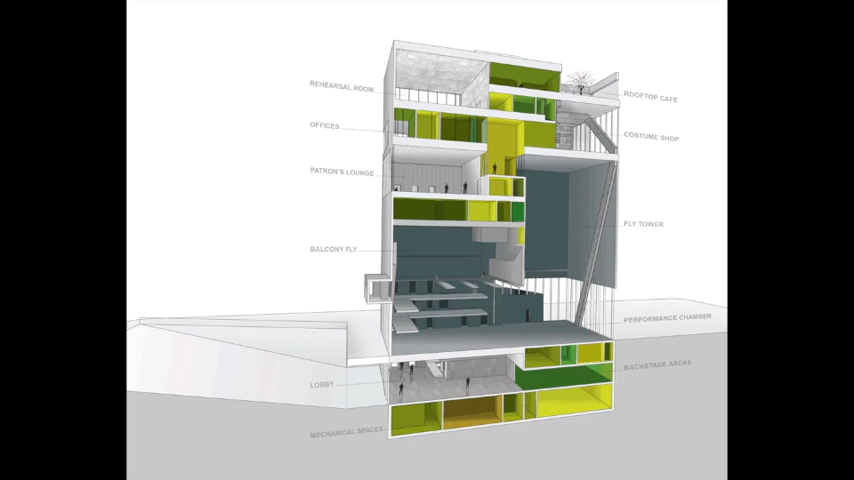 REHEARSAL ROOM
OFFICES
PATRON'S LOUNGE
BALCONY FLY
LOBBY
MECHANICAL SPACES
ROOFTOP CAFE
COSTUME SHOP
FLY TOWER
PERFORMANCE CHAMBER
BACKSTAGE AREAS